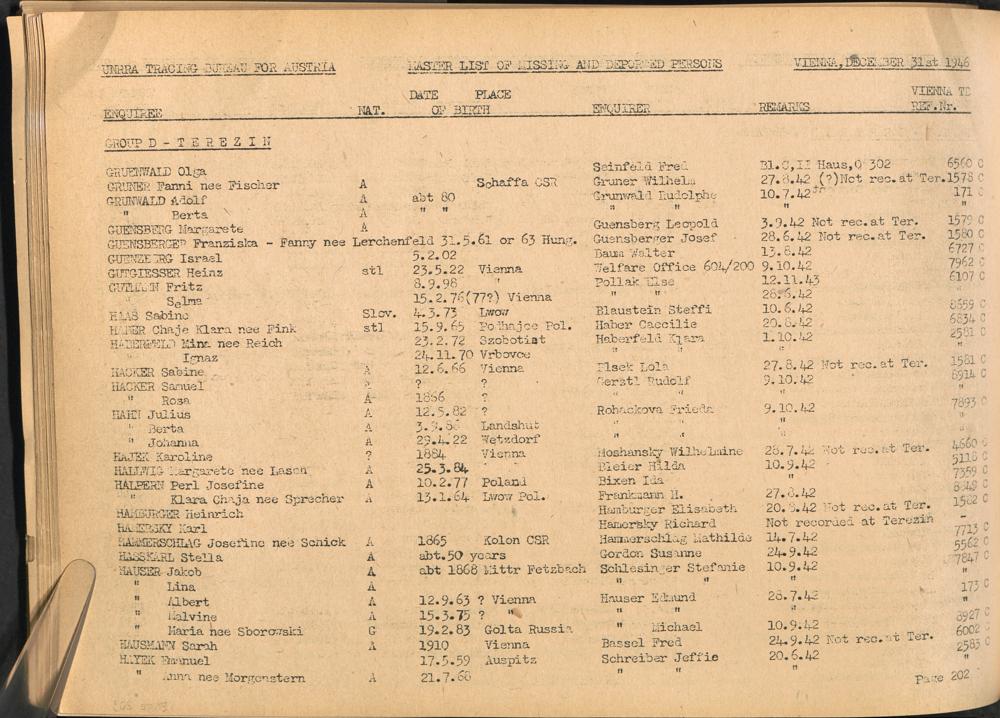 UNRRA TRACING BUREAU FOR AUSTRIA MASTER LIST OF MISSING AND DEPORTED PERSONS VIENNA, DECEMBER 31st 1946
ENQUIREE NAT. DATE PLACE OF BIRTH ENQUIRER REMARKS VIENNA TB REF.Nr.
GROUP D - T E R E Z I N
GRUENWALD Olga Seinfeld Fred Bl.C,II Haus,0 302 6560 C
GRUNER Fanni nee Fischer A Schaffa CSR Gruner Wilhelm 27.8.42 (?)Not rec.at Ter. 1578 C
GRUNWALD Adolf A abt 80 Grunwald Rudolphe 10.7.42 171 C
" Berta A " " " " "
GUENSBERG Margarete A Guensberg Leopold 3.9.42 Not rec.at Ter. 1579 C
GUENSBERGER Franziska - Fanny nee Lerchenfeld 31.5.61 or 63 Hung. Guensberger Josef 28.6.42 Not rec.at Ter. 1580 C
Israel 5.2.02 Baum Walter 13.8.42 6727 C
GUTGIESSER Heinz stl 23.5.22 Vienna Welfare Office 604/200 9.10.42 7962 C
Fritz 8.9.98 " Pollak Else 12.11.43 6107 C
" Selma 15.2.76(77?) Vienna " " 28.6.42 "
HAAS Sabine Slov. 4.3.73 Lwow Blaustein Steffi 10.6.42 8659 C
HABER Chaje Klara nee Fink stl 15.9.65 Podhajce Pol. Haber Caecilie 20.8.42 6834 C
HABERFELD Mina nee Reich 23.2.72 Szobotist Haberfeld Klara 1.10.42 2581 C
" Ignaz 24.11.70 Vrbovce " " "
HACKER Sabine A 12.6.66 Vienna Elsek Lola 27.8.42 Not rec.at Ter. 1581 C
HACKER Samuel ? ? ? Gerstl Rudolf 9.10.42 8914 C
" Rosa A 1866 ? " " " "
HAHN Julius A 12.5.82 ? Rohackova Frieda 9.10.42 7893 C
" Berta A Landshut " " " "
" Johanna A 29.4.22 Wetzdorf " " " "
HAJEK Karoline ? 1884 Vienna Moshansky Wilhelmine 28.7.42 Not rec.at Ter. 4660 C
HALLWIG Margarete nee Lasch A 25.3.84 Bleier Hilda 10.9.42 5118 C
HALPERN Perl Josefine A 10.2.77 Poland Bixen Ida 7359 C
" Klara Chaja nee Sprecher A 13.1.64 Lwow Pol. Frankmann H. 27.8.42
HAMBURGER Heinrich Hamburger Elisabeth 20.8.42 Not rec.at Ter. 1582 C
HAMERSKY Karl Hamersky Richard Not recorded at Terezin -
HAMMERSCHLAG Josefine nee Schick A 1865 Kolon CSR Hammerschlag Mathilde 14.7.42 7713 C
HASSKARL Stella A abt.50 years Gordon Susanne 24.9.42 5562 C
HAUSER Jakob A abt 1868 Mittr Fetzbach Schlesinger Stefanie 10.9.42 7847 C
" Lina A " " " "
" Albert A 12.9.63 ? Vienna Hauser Edmund 28.7.42 173 C
" Malvine A 15.3.75 ? " " " " "
" Maria nee Sborowski G 19.2.83 Golta Russia " Michael 10.9.42 8927 C
HAUSMANN Sarah A 1910 Vienna Bassel Fred 24.9.42 Not rec.at Ter. 6002 C
HAYEK Emanuel 17.5.59 Auspitz Schreiber Jeffie 20.6.42 2583 C
" Anna nee Morgenstern A 21.7.68 " " " "
Page 202